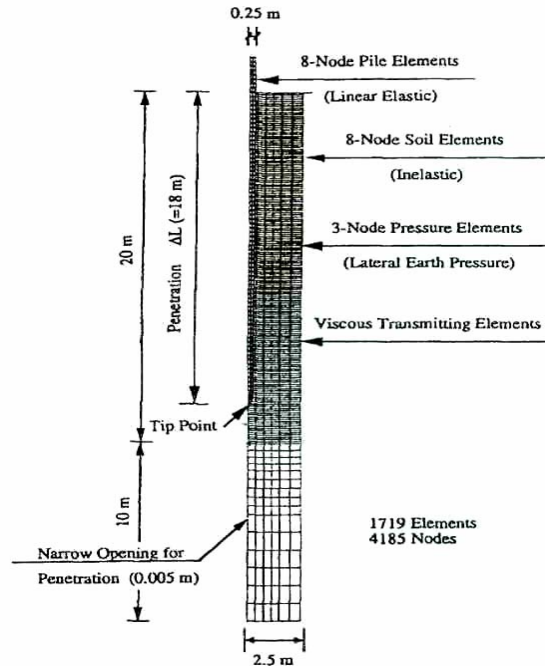 0.25 m
8-Node Pile Elements
(Linear Elastic)
8-Node Soil Elements
(Inelastic)
3-Node Pressure Elements
(Lateral Earth Pressure)
Viscous Transmitting Elements
20 m
Penetration ΔL (=18 m)
Tip Point
10 m
Narrow Opening for
Penetration (0.005 m)
1719 Elements
4185 Nodes
2.5 m